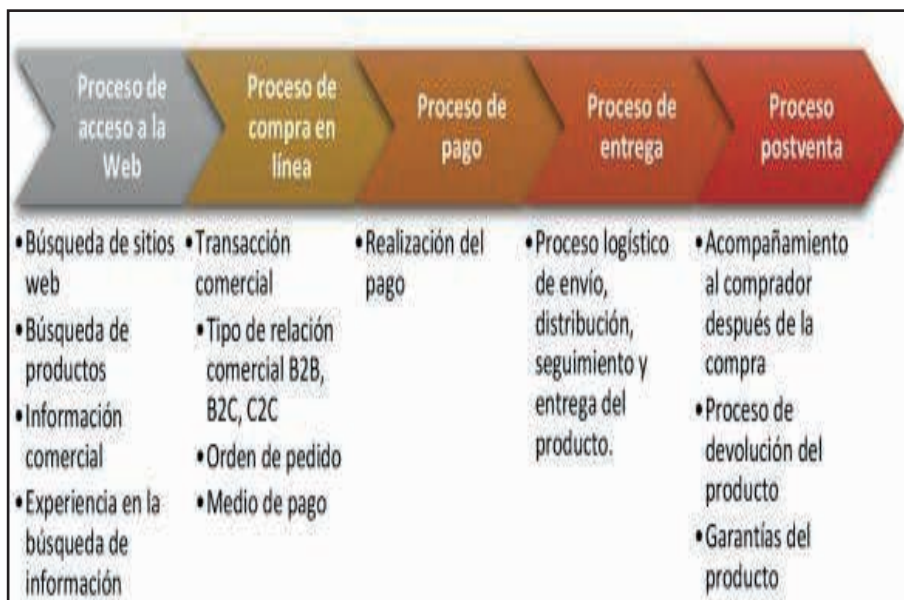 Proceso de
acceso a la
Web
Proceso de
compra en
línea
Proceso de
pago
Proceso de
entrega
Proceso
postventa
•Búsqueda de sitios
web
•Búsqueda de
productos
•Información
comercial
•Experiencia en la
búsqueda de
información
•Transacción
comercial
•Tipo de relación
comercial B2B,
B2C, C2C
•Orden de pedido
•Medio de pago
•Realización del
pago
•Proceso logístico
de envío,
distribución,
seguimiento y
entrega del
producto.
•Acompañamiento
al comprador
después de la
compra
•Proceso de
devolución del
producto
•Garantías del
producto